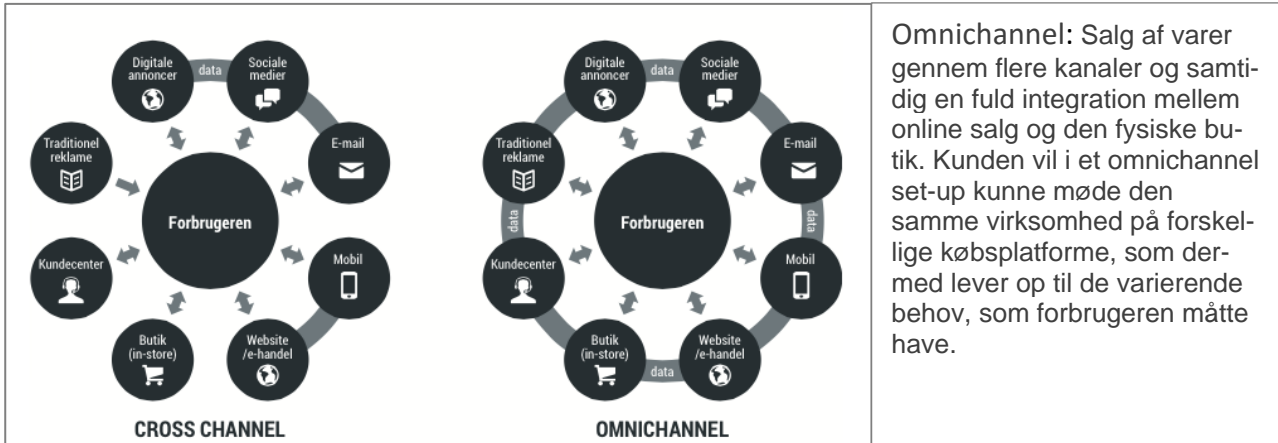 Digitale
annoncer
data
Sociale
medier
Traditionel
reklame
E-mail
Forbrugeren
Kundecenter
Mobil
Butik
(in-store)
Website
/e-handel
CROSS CHANNEL
Digitale
annoncer
data
Sociale
medier
Traditionel
reklame
E-mail
data
Forbrugeren
data
Kundecenter
Mobil
Butik
(in-store)
data
Website
/e-handel
OMNICHANNEL
Omnichannel: Salg af varer
gennem flere kanaler og samti-
dig en fuld integration mellem
online salg og den fysiske bu-
tik. Kunden vil i et omnichannel
set-up kunne møde den
samme virksomhed på forskel-
lige købsplatforme, som der-
med lever op til de varierende
behov, som forbrugeren måtte
have.